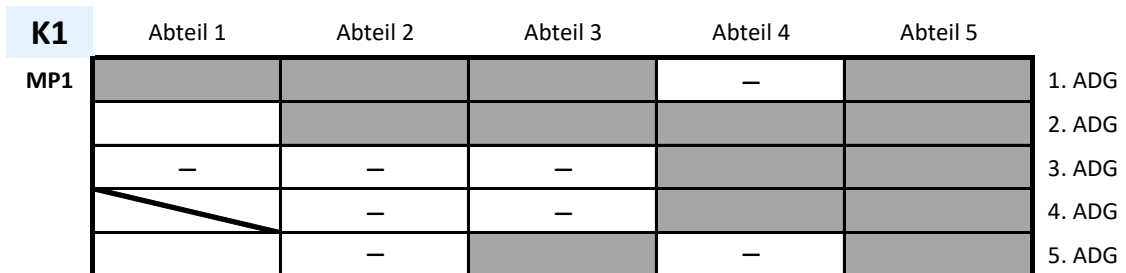 K1 Abteil 1 Abteil 2 Abteil 3 Abteil 4 Abteil 5
MP1 – 1. ADG
2. ADG
– – – 3. ADG
– – 4. ADG
– – 5. ADG